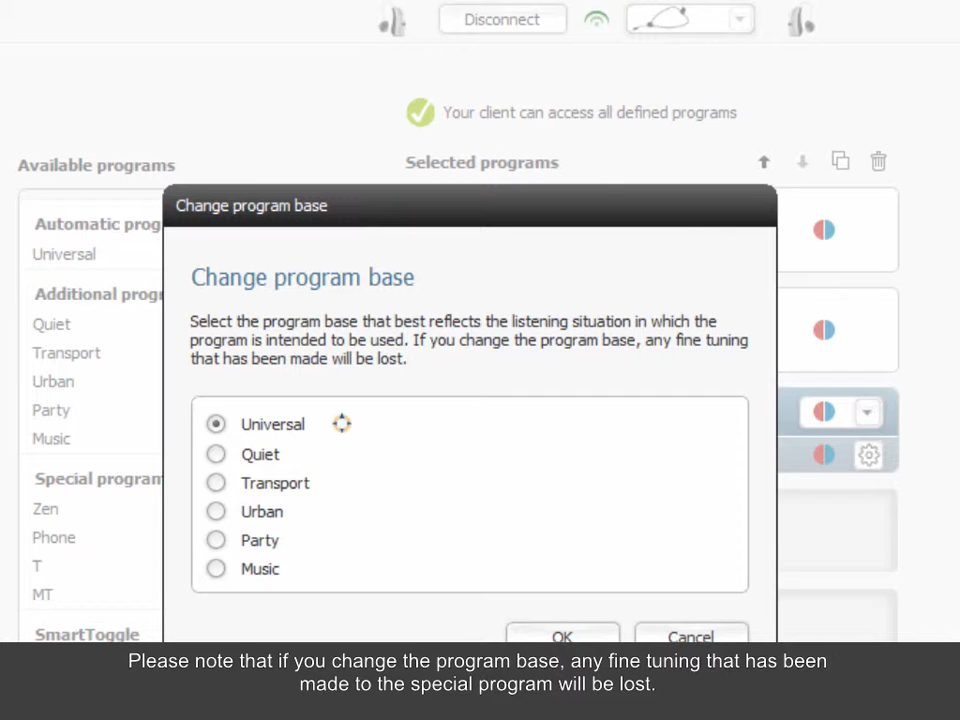 Disconnect
Your client can access all defined programs
Available programs
Selected programs
Automatic prog
Universal
Additional progr
Quiet
Transport
Urban
Party
Music
Special program
Zen
Phone
T
MT
SmartToggle
Change program base
Change program base
Select the program base that best reflects the listening situation in which the
program is intended to be used. If you change the program base, any fine tuning
that has been made will be lost.
Universal
Quiet
Transport
Urban
Party
Music
OK
Cancel
Please note that if you change the program base, any fine tuning that has been
made to the special program will be lost.